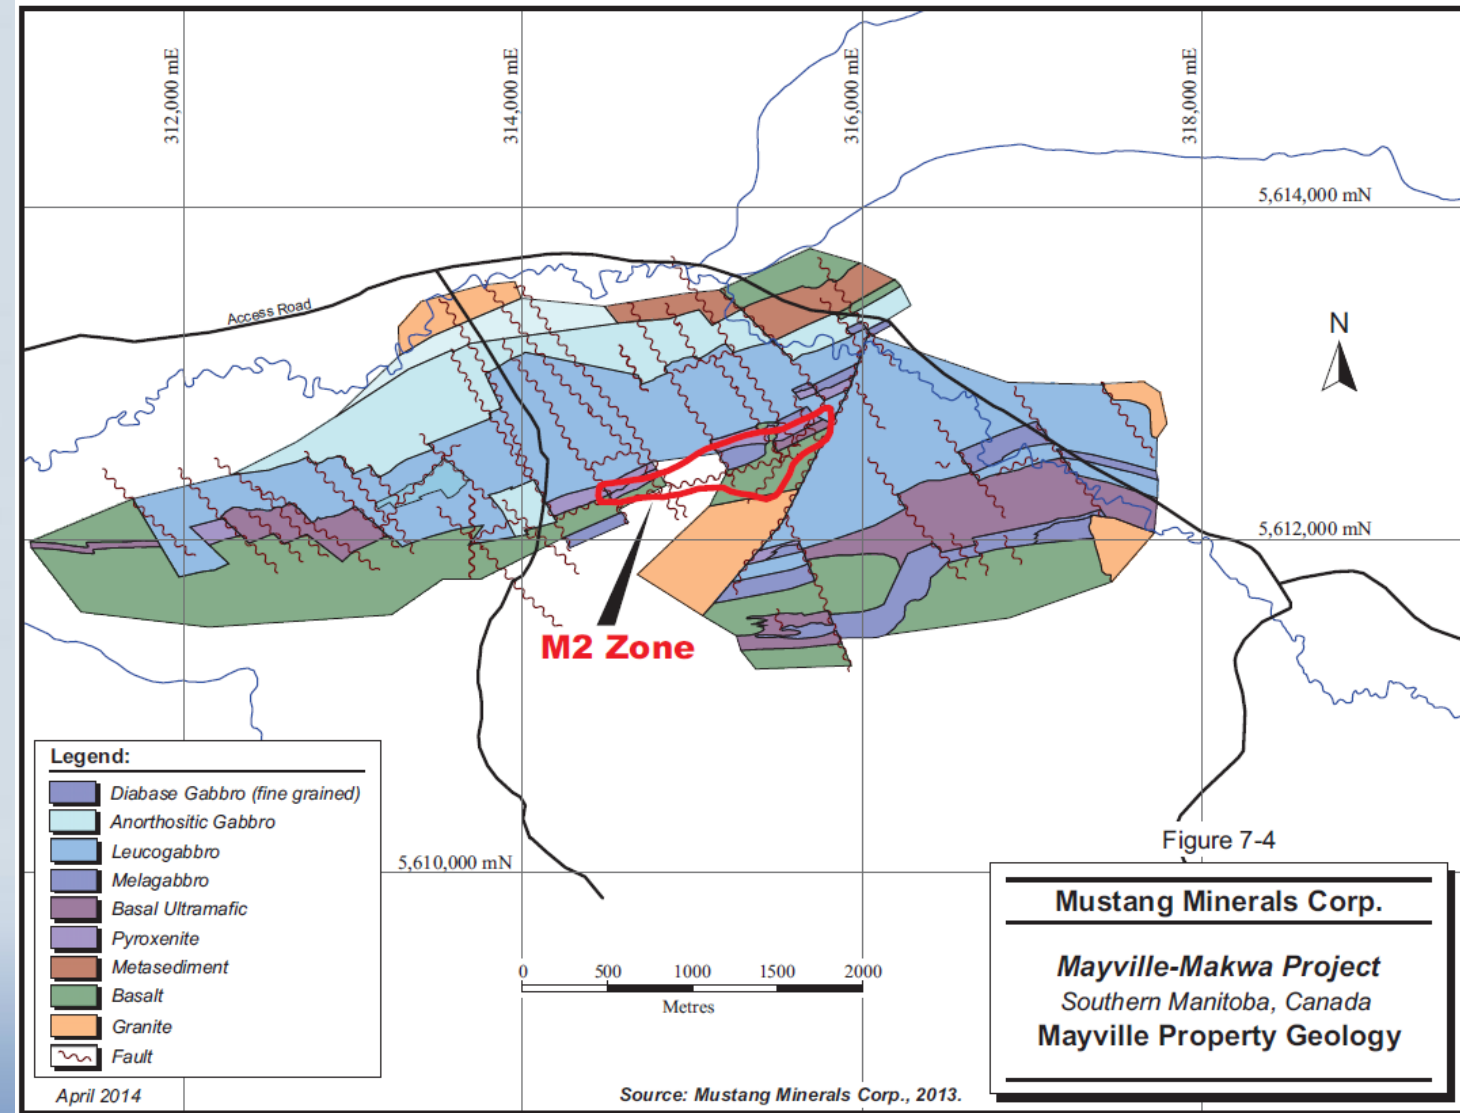 312,000 mE
314,000 mE
316,000 mE
318,000 mE
5,614,000 mN
Access Road
N
5,612,000 mN
M2 Zone
Legend:
Diabase Gabbro (fine grained)
Anorthositic Gabbro
Leucogabbro
Melagabbro
Basal Ultramafic
Pyroxenite
Metasediment
Basalt
Granite
Fault
5,610,000 mN
0 500 1000 1500 2000
Metres
Figure 7-4
Mustang Minerals Corp.
Mayville-Makwa Project
Southern Manitoba, Canada
Mayville Property Geology
April 2014
Source: Mustang Minerals Corp., 2013.